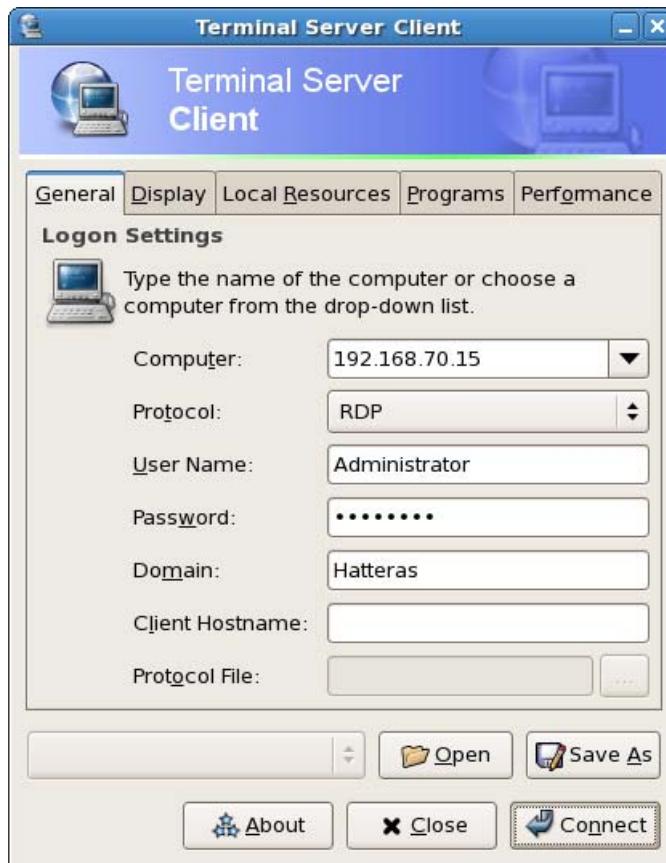 Terminal Server Client
Terminal Server
Client
General Display Local Resources Programs Performance
Logon Settings
Type the name of the computer or choose a
computer from the drop-down list.
Computer: 192.168.70.15
Protocol: RDP
User Name: Administrator
Password: ••••••••
Domain: Hatteras
Client Hostname:
Protocol File: ...
Open Save As
About Close Connect